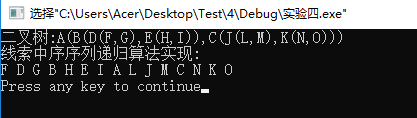 选择"C:\Users\Acer\Desktop\Test\4\Debug\实验四.exe"
二叉树:A(B(D(F,G),E(H,I)),C(J(L,M),K(N,O)))
线索中序序列递归算法实现:
F D G B H E I A L J M C N K O
Press any key to continue